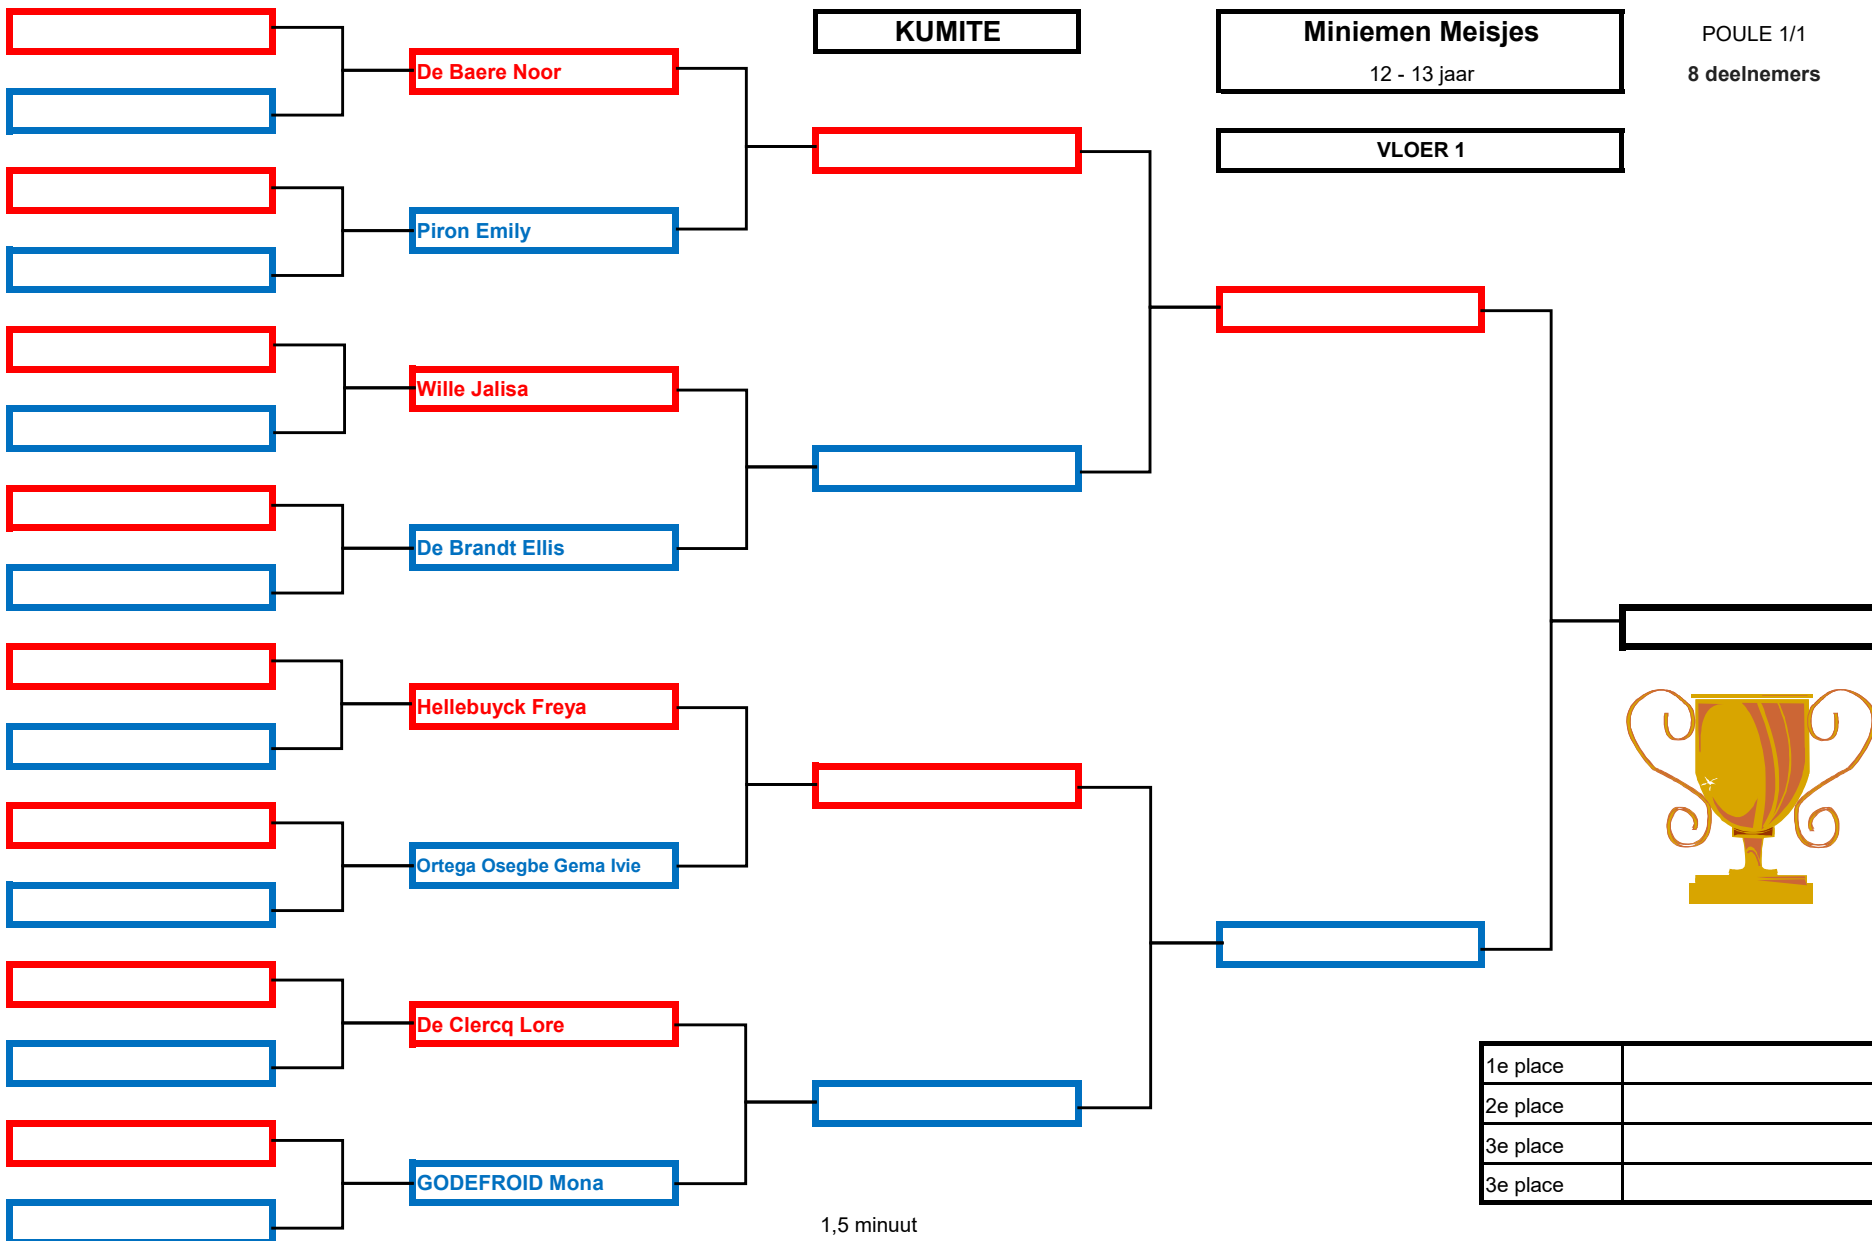 KUMITE
Miniemen Meisjes
12 - 13 jaar
POULE 1/1
8 deelnemers
VLOER 1
De Baere Noor
Piron Emily
Wille Jalisa
De Brandt Ellis
Hellebuyck Freya
Ortega Osegbe Gema Ivie
De Clercq Lore
GODEFROID Mona
1e place
2e place
3e place
3e place
1,5 minuut